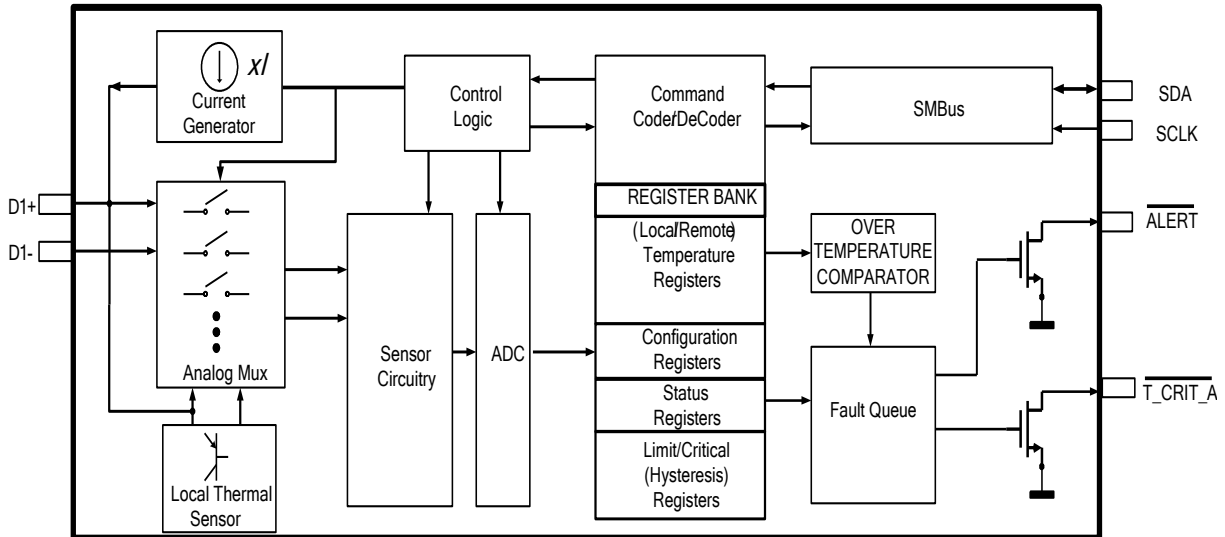 xI
Current
Generator
Control
Logic
Command
Coder/DeCoder
SMBus
SDA
SCLK
D1+
D1-
Analog Mux
Local Thermal
Sensor
Sensor
Circuitry
ADC
REGISTER BANK
(Local/Remote)
Temperature
Registers
Configuration
Registers
Status
Registers
Limit/Critical
(Hysteresis)
Registers
OVER
TEMPERATURE
COMPARATOR
Fault Queue
ALERT
T_CRIT_A